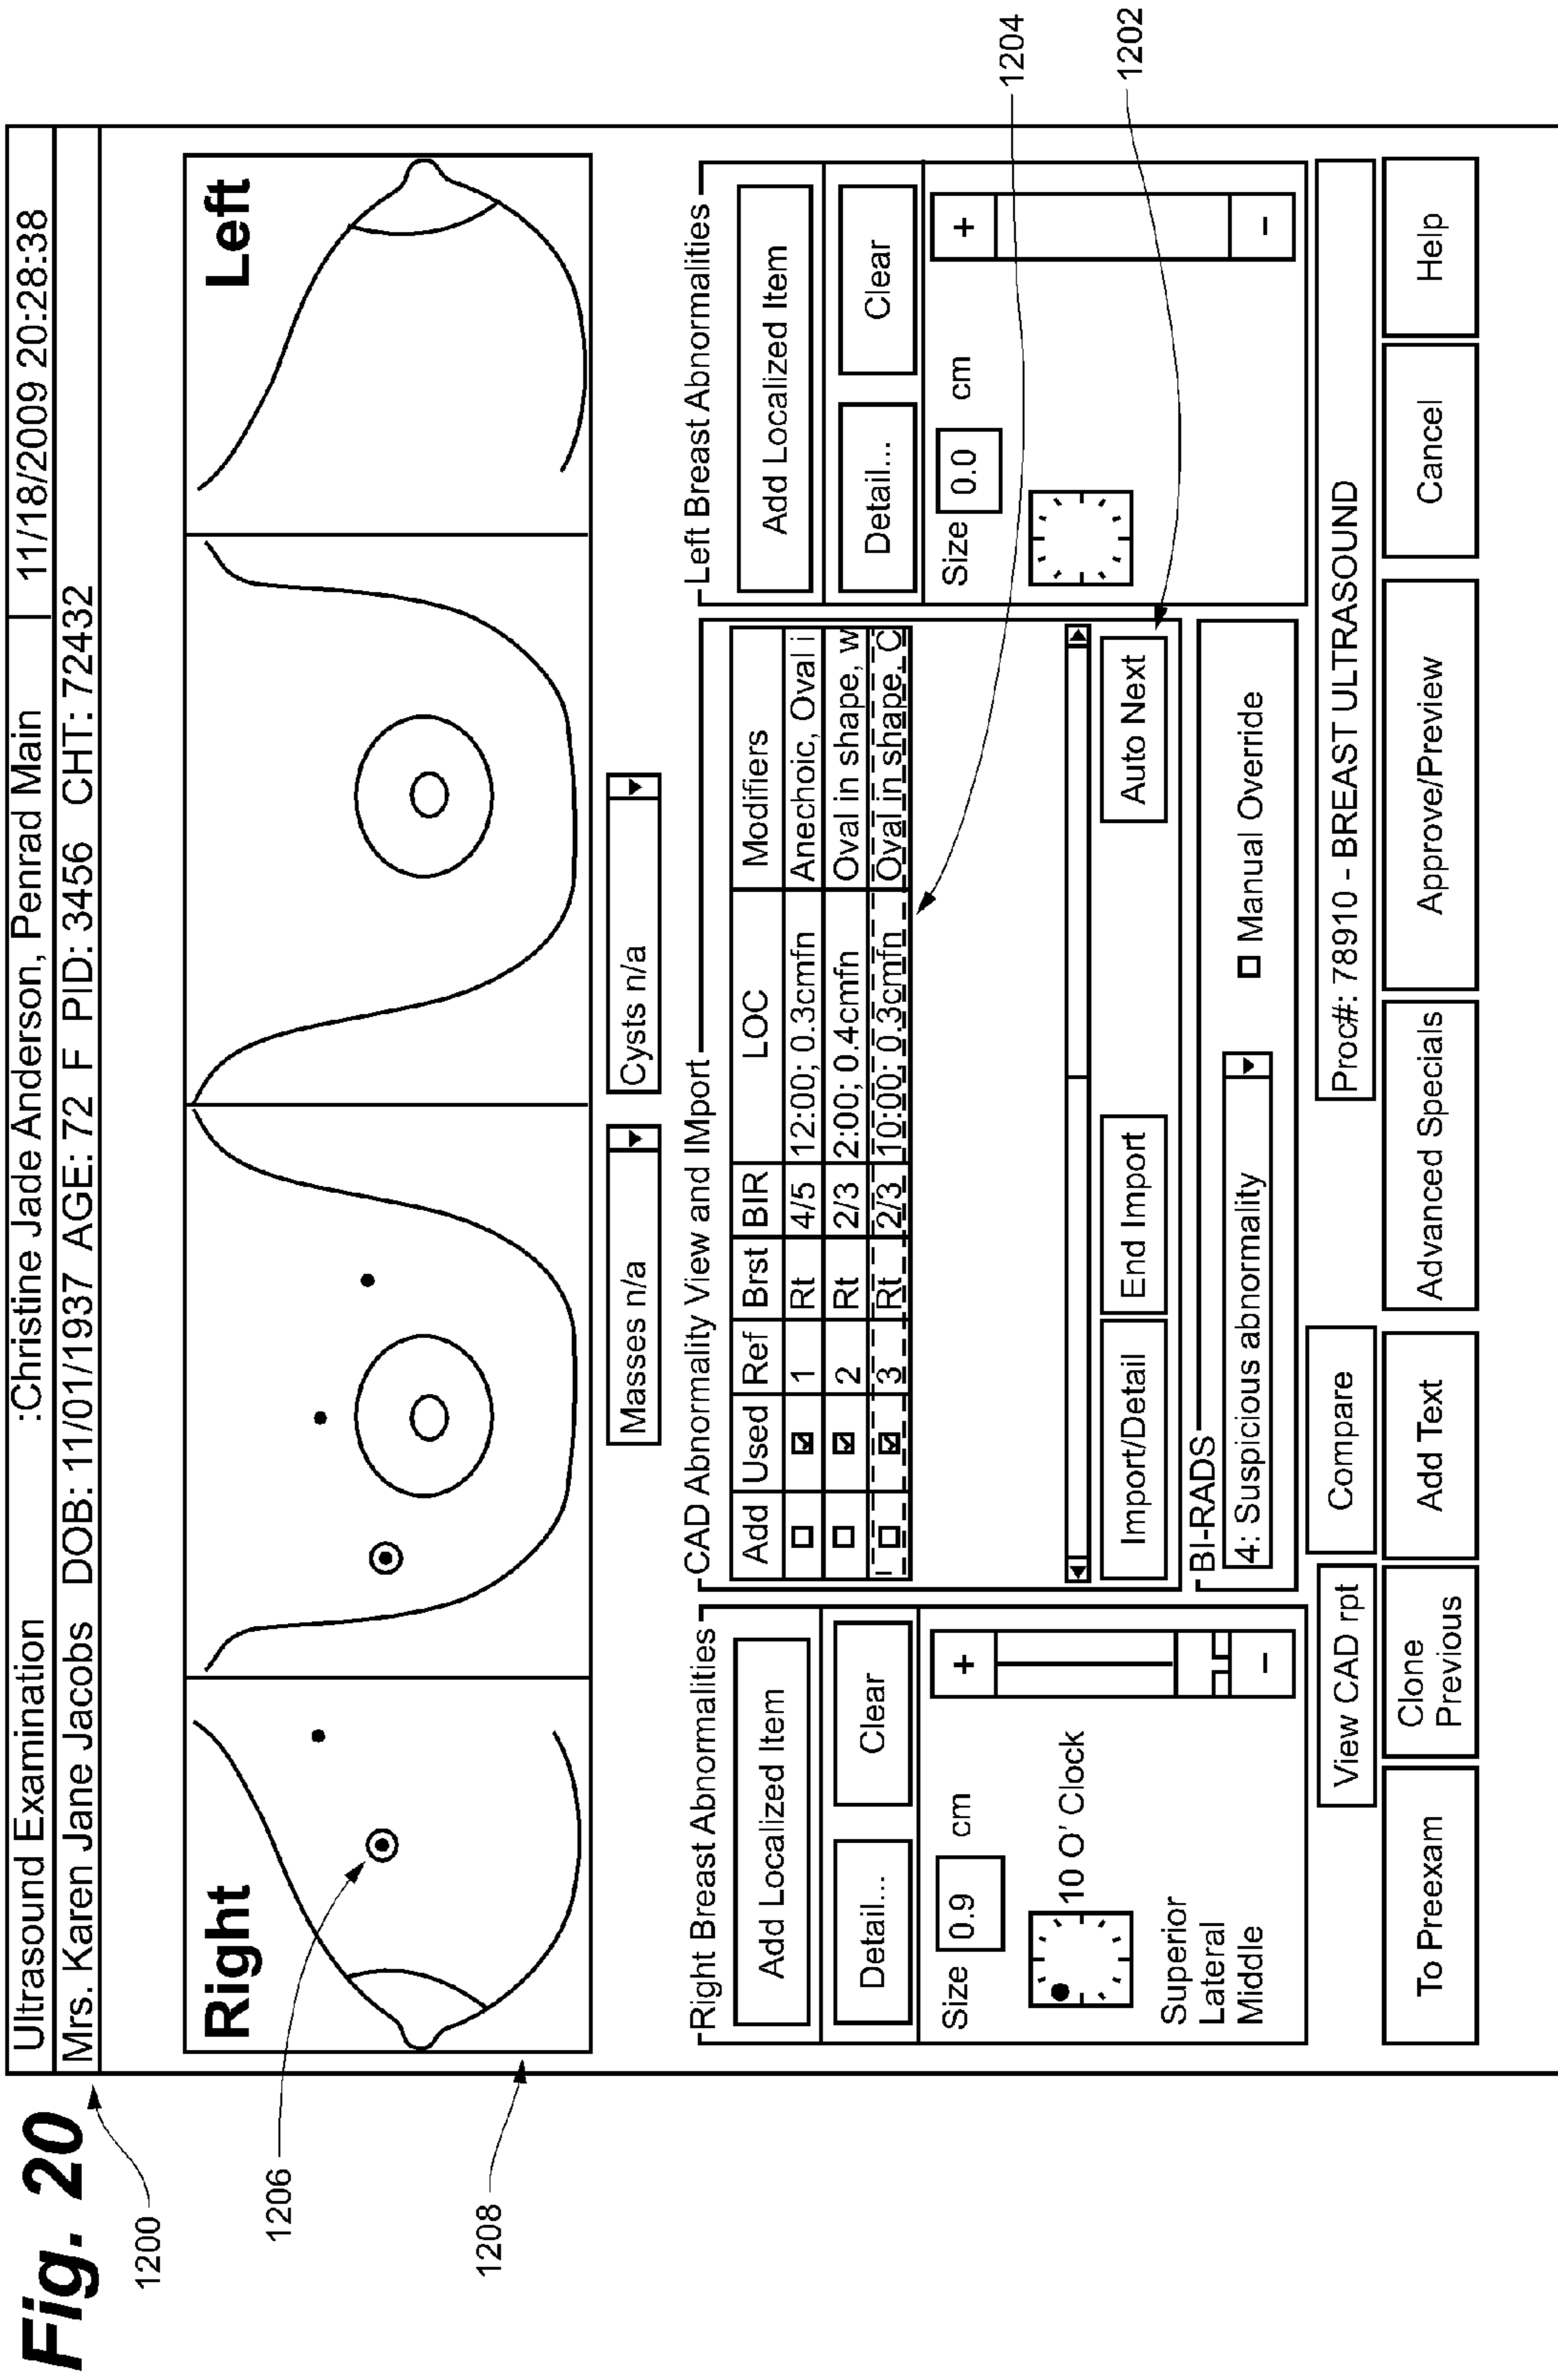 Fig. 20
1200
Ultrasound Examination :Christine Jade Anderson, Penrad Main | 11/18/2009 20:28:38
Mrs. Karen Jane Jacobs DOB: 11/01/1937 AGE: 72 F PID: 3456 CHT: 72432
Right
Left
1206
1208
Masses n/a
Cysts n/a
Right Breast Abnormalities
Add Localized Item
Detail...
Clear
Size 0.9 cm
+
10 O' Clock
Superior
Lateral
Middle
−
CAD Abnormality View and IMport
Add Used Ref Brst BIR LOC Modifiers
1 Rt 4/5 12:00; 0.3cmfn Anechoic, Oval i
2 Rt 2/3 2:00; 0.4cmfn Oval in shape, w
3 Rt 2/3 10:00; 0.3cmfn Oval in shape. C
Import/Detail
End Import
Auto Next
BI-RADS
4: Suspicious abnormality
Manual Override
Left Breast Abnormalities
Add Localized Item
Detail...
Clear
Size 0.0 cm
+
−
1204
1202
View CAD rpt
Compare
Proc#: 78910 - BREAST ULTRASOUND
To Preexam
Clone
Previous
Add Text
Advanced Specials
Approve/Preview
Cancel
Help